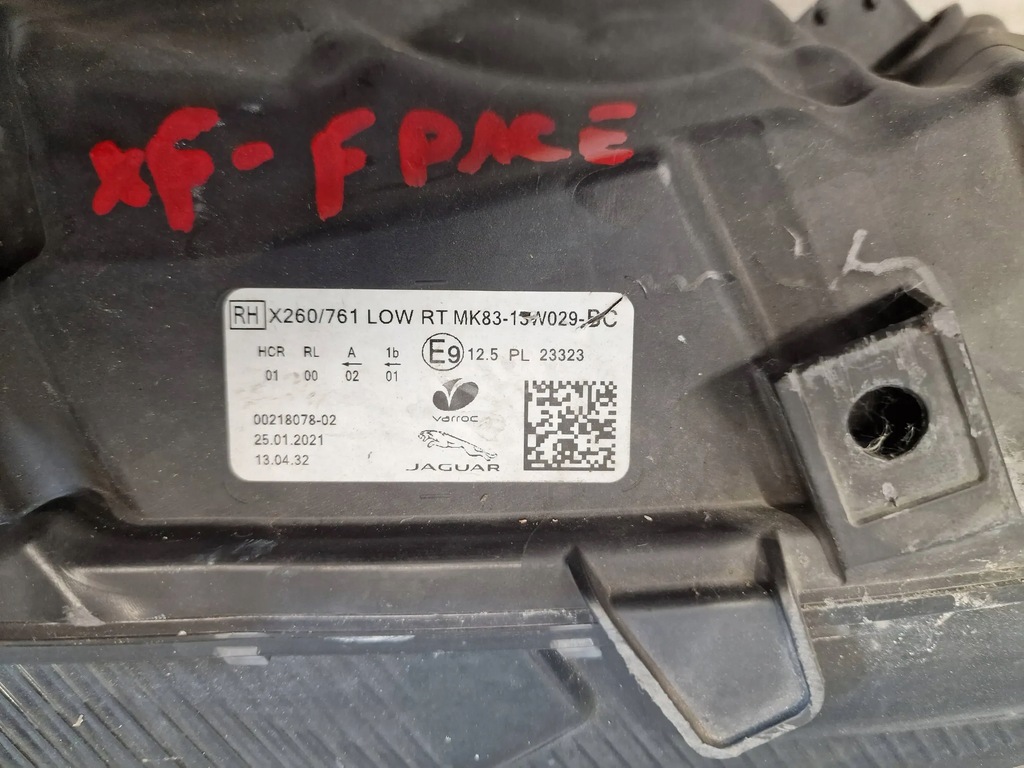 XF - F PACE
RH X260/761 LOW RT MK83-13W029-BC
HCR RL A 1b
01 00 02 01
E9 12.5 PL 23323
varroc
00218078-02
25.01.2021
13.04.32
JAGUAR